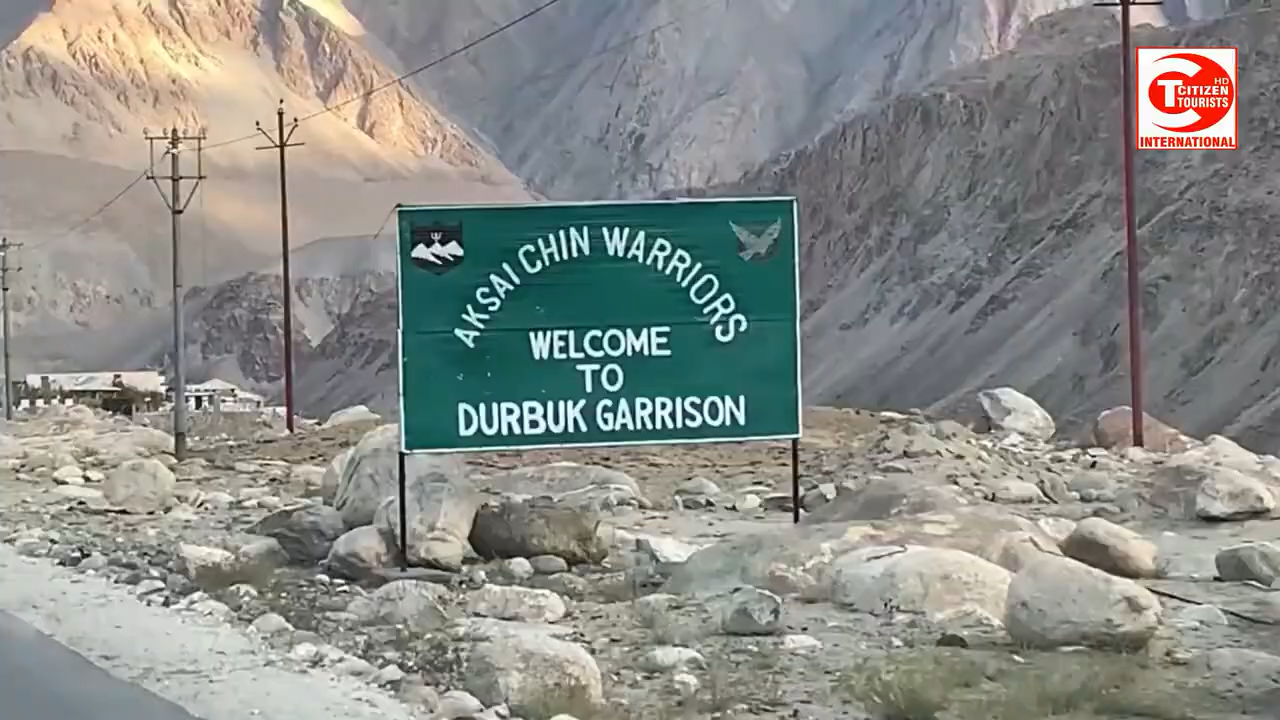 AKSAI CHIN WARRIORS
WELCOME
TO
DURBUK GARRISON
HD
T CITIZEN
TOURISTS
INTERNATIONAL